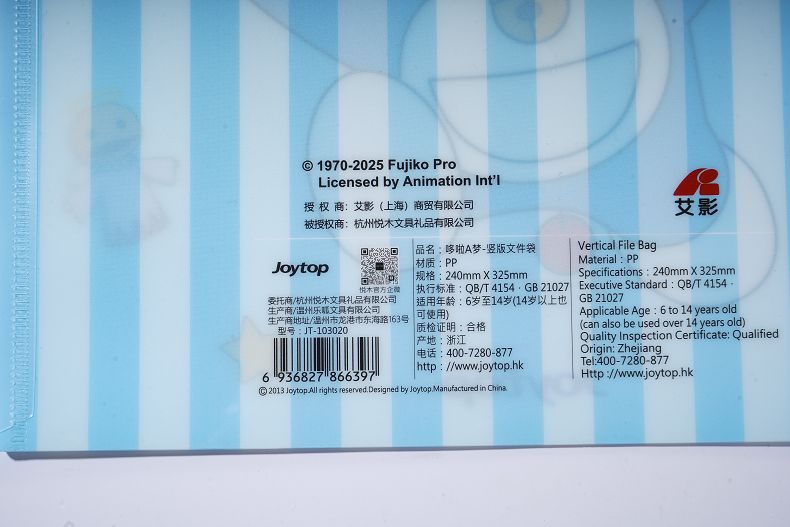 © 1970-2025 Fujiko Pro
Licensed by Animation Int'l
授 权 商：艾影（上海）商贸有限公司
被授权商：杭州悦木文具礼品有限公司
艾影
Joytop
悦木官方企微
委托商/杭州悦木文具礼品有限公司
生产商/温州乐瓡文具有限公司
生产商地址/温州市龙港市东海路163号
型号：JT-103020
6 936827 866397
品名：哆啦A梦-竖版文件袋
材质：PP
规格：240mm X 325mm
执行标准：QB/T 4154 · GB 21027
适用年龄：6岁至14岁(14岁以上也
可使用)
质检证明：合格
产地：浙江
电话：400-7280-877
http：//www.joytop.hk
Vertical File Bag
Material：PP
Specifications：240mm X 325mm
Executive Standard：QB/T 4154 ·
GB 21027
Applicable Age：6 to 14 years old
(can also be used over 14 years old)
Quality Inspection Certificate: Qualified
Origin: Zhejiang
Tel:400-7280-877
Http：//www.joytop.hk
©2013 Joytop.All rights reserved.Designed by Joytop.Manufactured in China.
Joytop